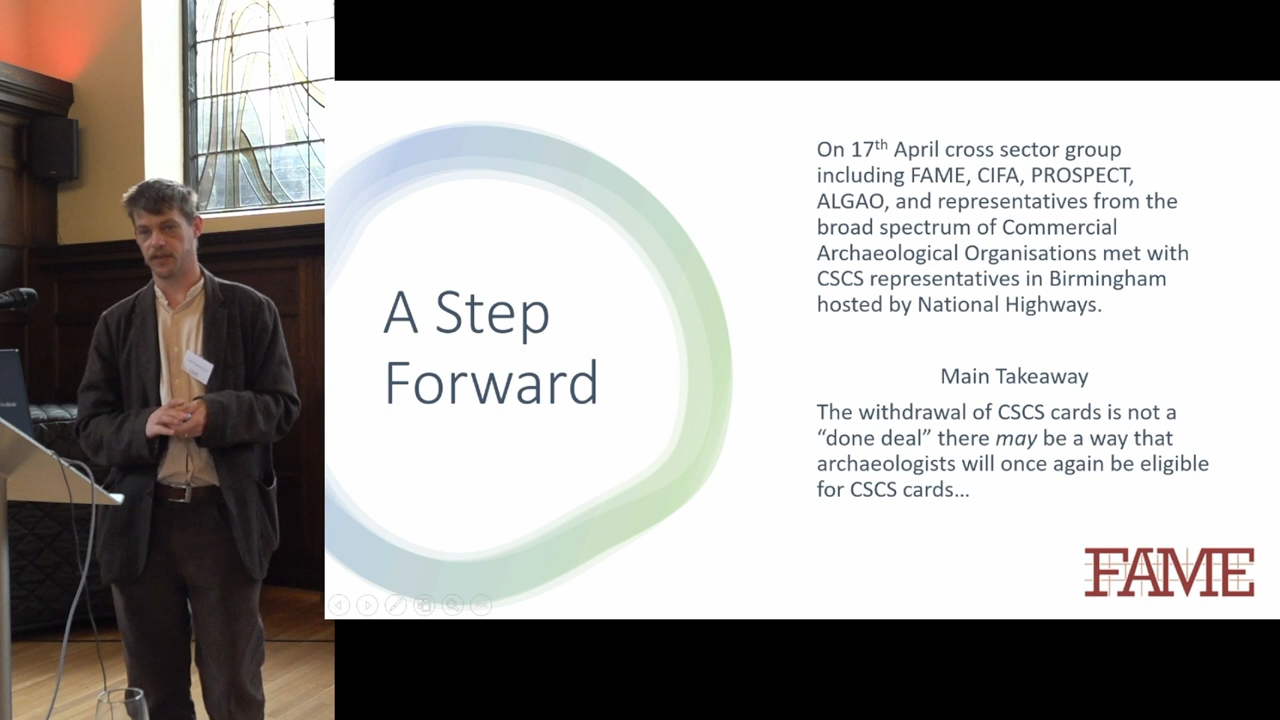 A Step
Forward
On 17th April cross sector group
including FAME, CIFA, PROSPECT,
ALGAO, and representatives from the
broad spectrum of Commercial
Archaeological Organisations met with
CSCS representatives in Birmingham
hosted by National Highways.
Main Takeaway
The withdrawal of CSCS cards is not a
“done deal” there may be a way that
archaeologists will once again be eligible
for CSCS cards…
FAME